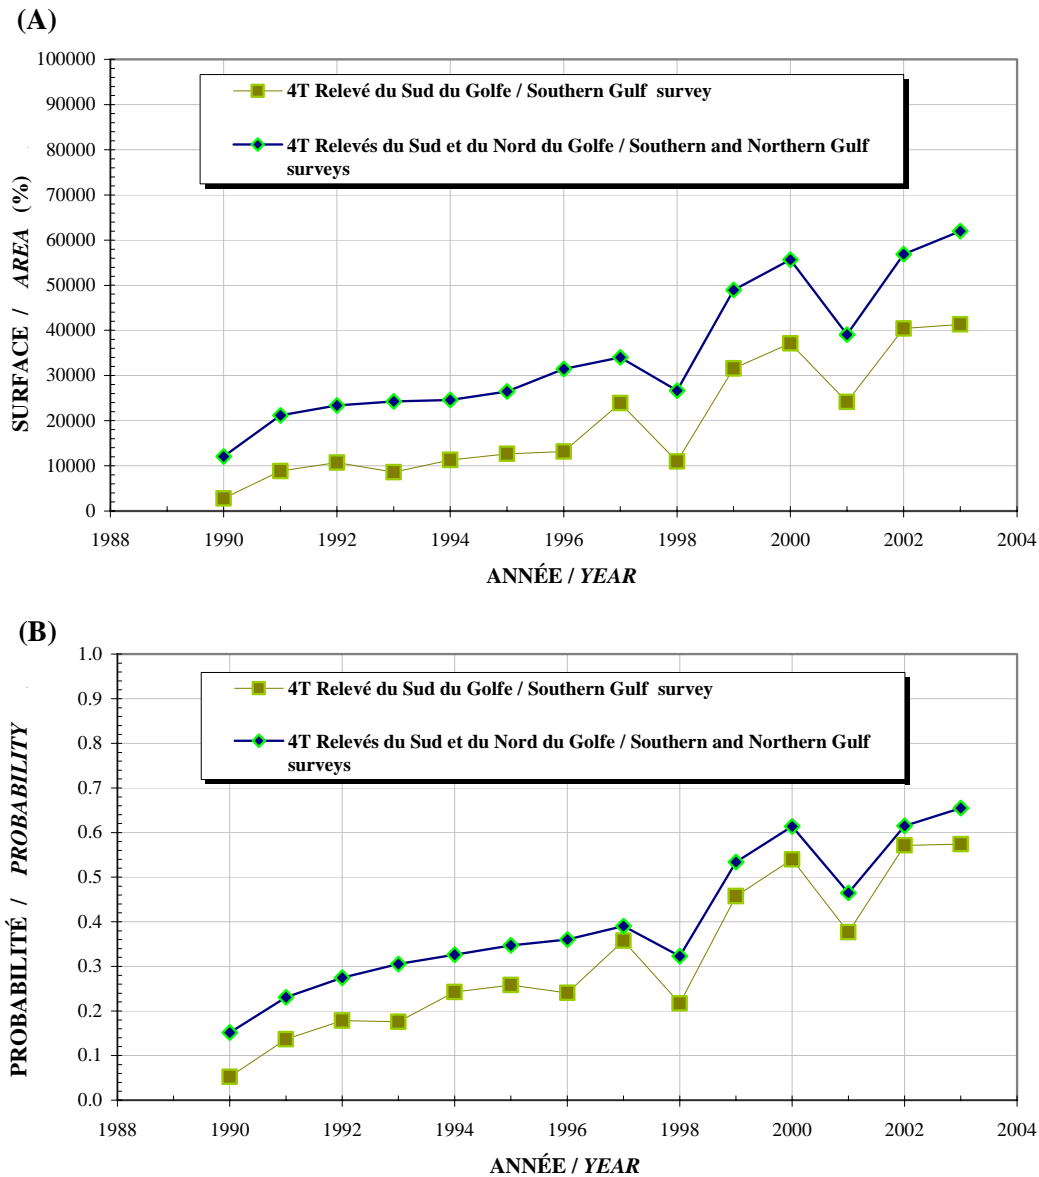 (A)
100000
90000
80000
70000
60000
50000
40000
30000
20000
10000
0
SURFACE / AREA (%)
4T Relevé du Sud du Golfe / Southern Gulf survey
4T Relevés du Sud et du Nord du Golfe / Southern and Northern Gulf
surveys
1988 1990 1992 1994 1996 1998 2000 2002 2004
ANNÉE / YEAR
(B)
1.0
0.9
0.8
0.7
0.6
0.5
0.4
0.3
0.2
0.1
0.0
PROBABILITÉ / PROBABILITY
4T Relevé du Sud du Golfe / Southern Gulf survey
4T Relevés du Sud et du Nord du Golfe / Southern and Northern Gulf
surveys
1988 1990 1992 1994 1996 1998 2000 2002 2004
ANNÉE / YEAR